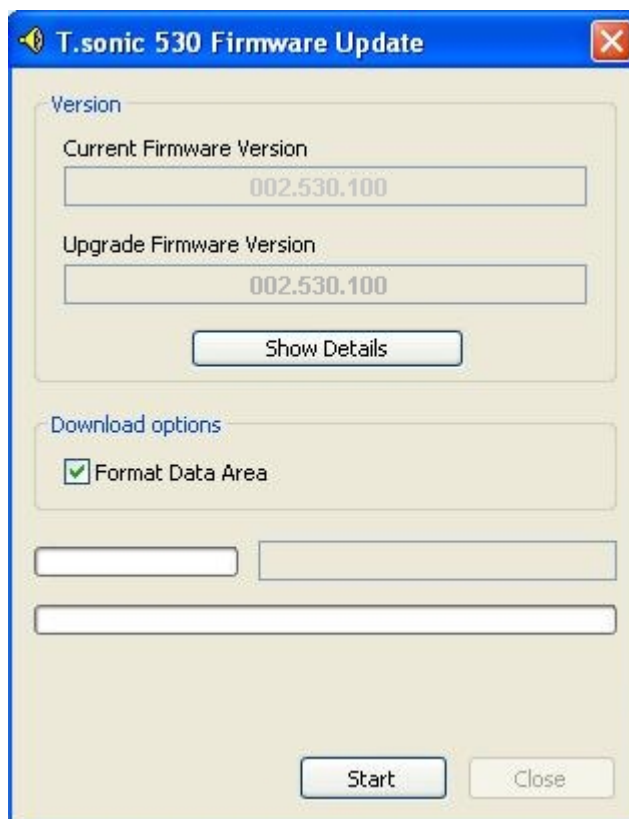 T.sonic 530 Firmware Update
Version
Current Firmware Version
002.530.100
Upgrade Firmware Version
002.530.100
Show Details
Download options
Format Data Area
Start
Close